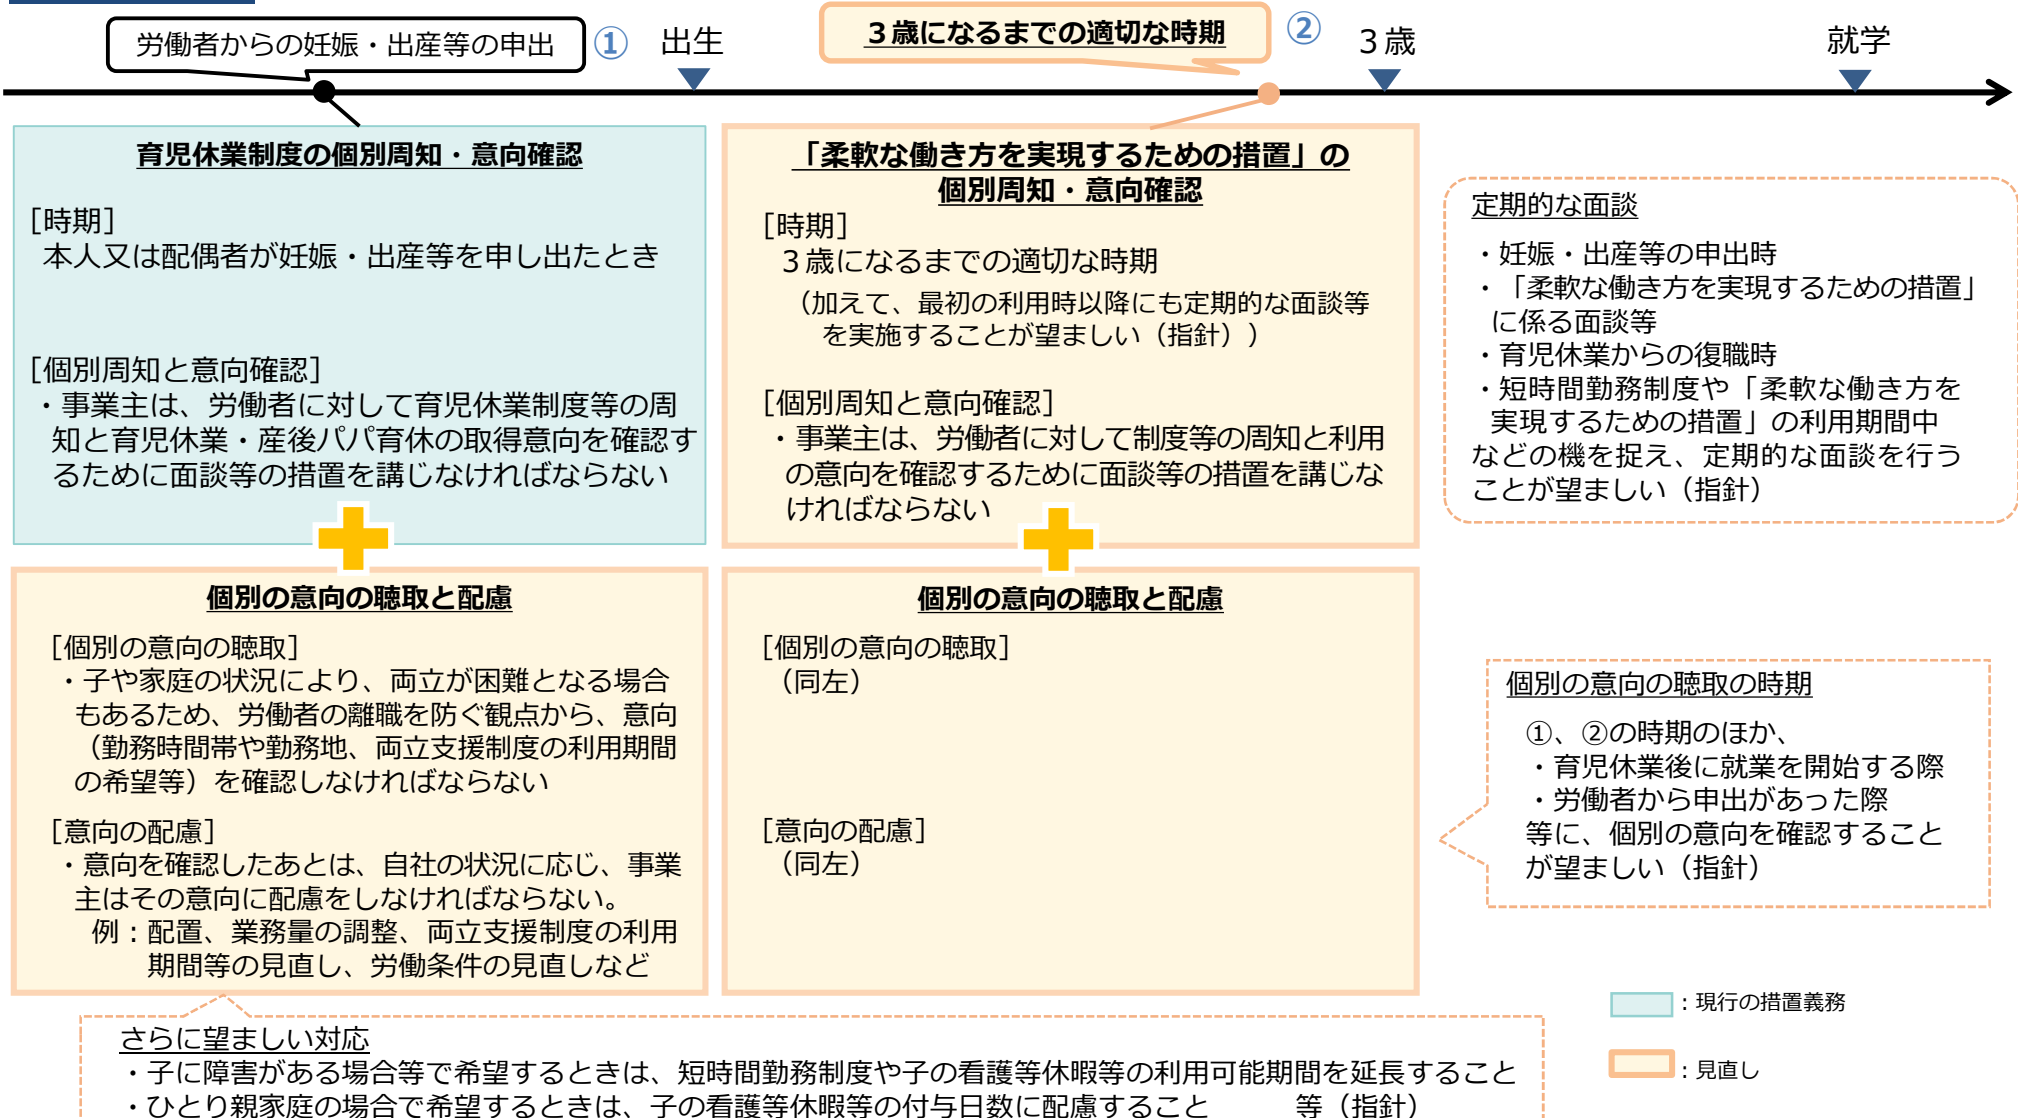 労働者からの妊娠・出産等の申出
①
出生
３歳になるまでの適切な時期
②
３歳
就学
育児休業制度の個別周知・意向確認
［時期］
本人又は配偶者が妊娠・出産等を申し出たとき
［個別周知と意向確認］
・事業主は、労働者に対して育児休業制度等の周
知と育児休業・産後パパ育休の取得意向を確認す
るために面談等の措置を講じなければならない
「柔軟な働き方を実現するための措置」の
個別周知・意向確認
［時期］
３歳になるまでの適切な時期
（加えて、最初の利用時以降にも定期的な面談等
を実施することが望ましい（指針））
［個別周知と意向確認］
・事業主は、労働者に対して制度等の周知と利用
の意向を確認するために面談等の措置を講じな
ければならない
定期的な面談
・妊娠・出産等の申出時
・「柔軟な働き方を実現するための措置」
に係る面談等
・育児休業からの復職時
・短時間勤務制度や「柔軟な働き方を
実現するための措置」の利用期間中
などの機を捉え、定期的な面談を行う
ことが望ましい（指針）
個別の意向の聴取と配慮
［個別の意向の聴取］
・子や家庭の状況により、両立が困難となる場合
もあるため、労働者の離職を防ぐ観点から、意向
（勤務時間帯や勤務地、両立支援制度の利用期間
の希望等）を確認しなければならない
［意向の配慮］
・意向を確認したあとは、自社の状況に応じ、事業
主はその意向に配慮をしなければならない。
例：配置、業務量の調整、両立支援制度の利用
期間等の見直し、労働条件の見直しなど
個別の意向の聴取と配慮
［個別の意向の聴取］
（同左）
［意向の配慮］
（同左）
個別の意向の聴取の時期
①、②の時期のほか、
・育児休業後に就業を開始する際
・労働者から申出があった際
等に、個別の意向を確認すること
が望ましい（指針）
さらに望ましい対応
・子に障害がある場合等で希望するときは、短時間勤務制度や子の看護等休暇等の利用可能期間を延長すること
・ひとり親家庭の場合で希望するときは、子の看護等休暇等の付与日数に配慮すること　　　等（指針）
：現行の措置義務
：見直し